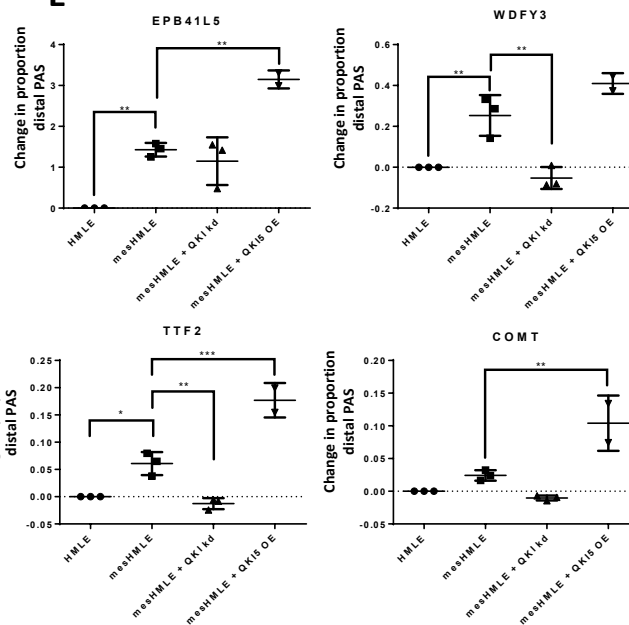 E
EPB41L5
Change in proportion
distal PAS
4
3
2
1
0
**
**
HMLE
mesHMLE
mesHMLE + QKI kd
mesHMLE + QKI5 OE
WDFY3
Change in proportion
distal PAS
0.6
0.4
0.2
0.0
-0.2
**
**
HMLE
mesHMLE
mesHMLE + QKI kd
mesHMLE + QKI5 OE
TTF2
distal PAS
0.25
0.20
0.15
0.10
0.05
0.00
-0.05
***
**
*
HMLE
mesHMLE
mesHMLE + QKI kd
mesHMLE + QKI5 OE
COMT
Change in proportion
distal PAS
0.20
0.15
0.10
0.05
0.00
-0.05
**
HMLE
mesHMLE
mesHMLE + QKI kd
mesHMLE + QKI5 OE